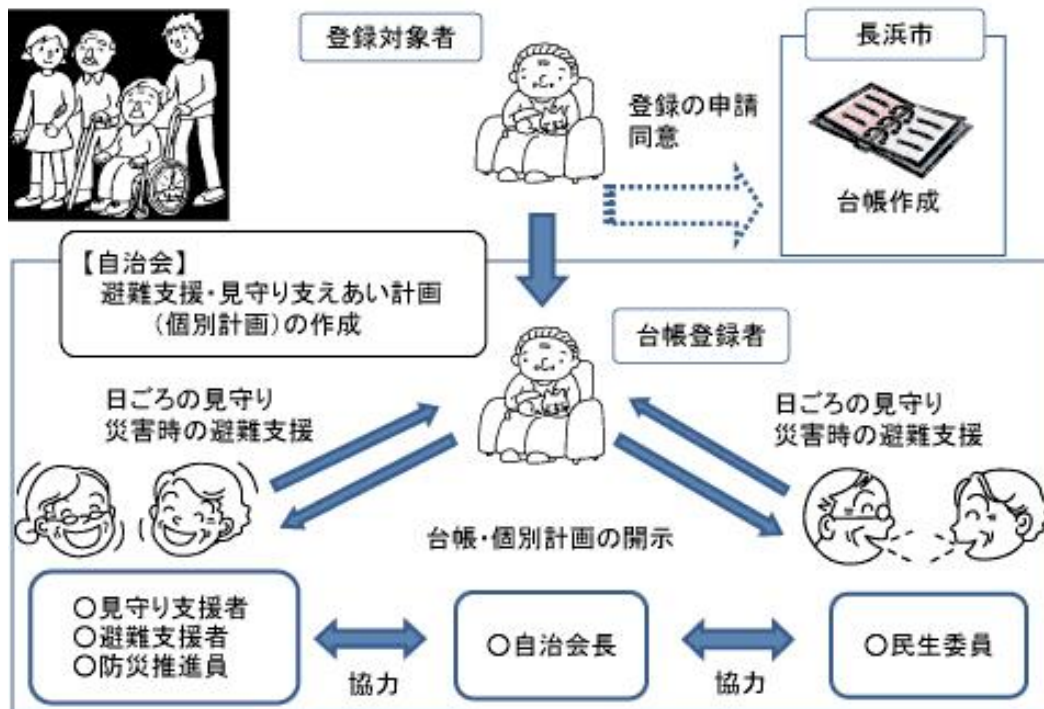 登録対象者
長浜市
登録の申請
同意
台帳作成
【自治会】
避難支援・見守り支えあい計画
（個別計画）の作成
台帳登録者
日ごろの見守り
災害時の避難支援
日ごろの見守り
災害時の避難支援
台帳・個別計画の開示
○見守り支援者
○避難支援者
○防災推進員
○自治会長
○民生委員
協力
協力